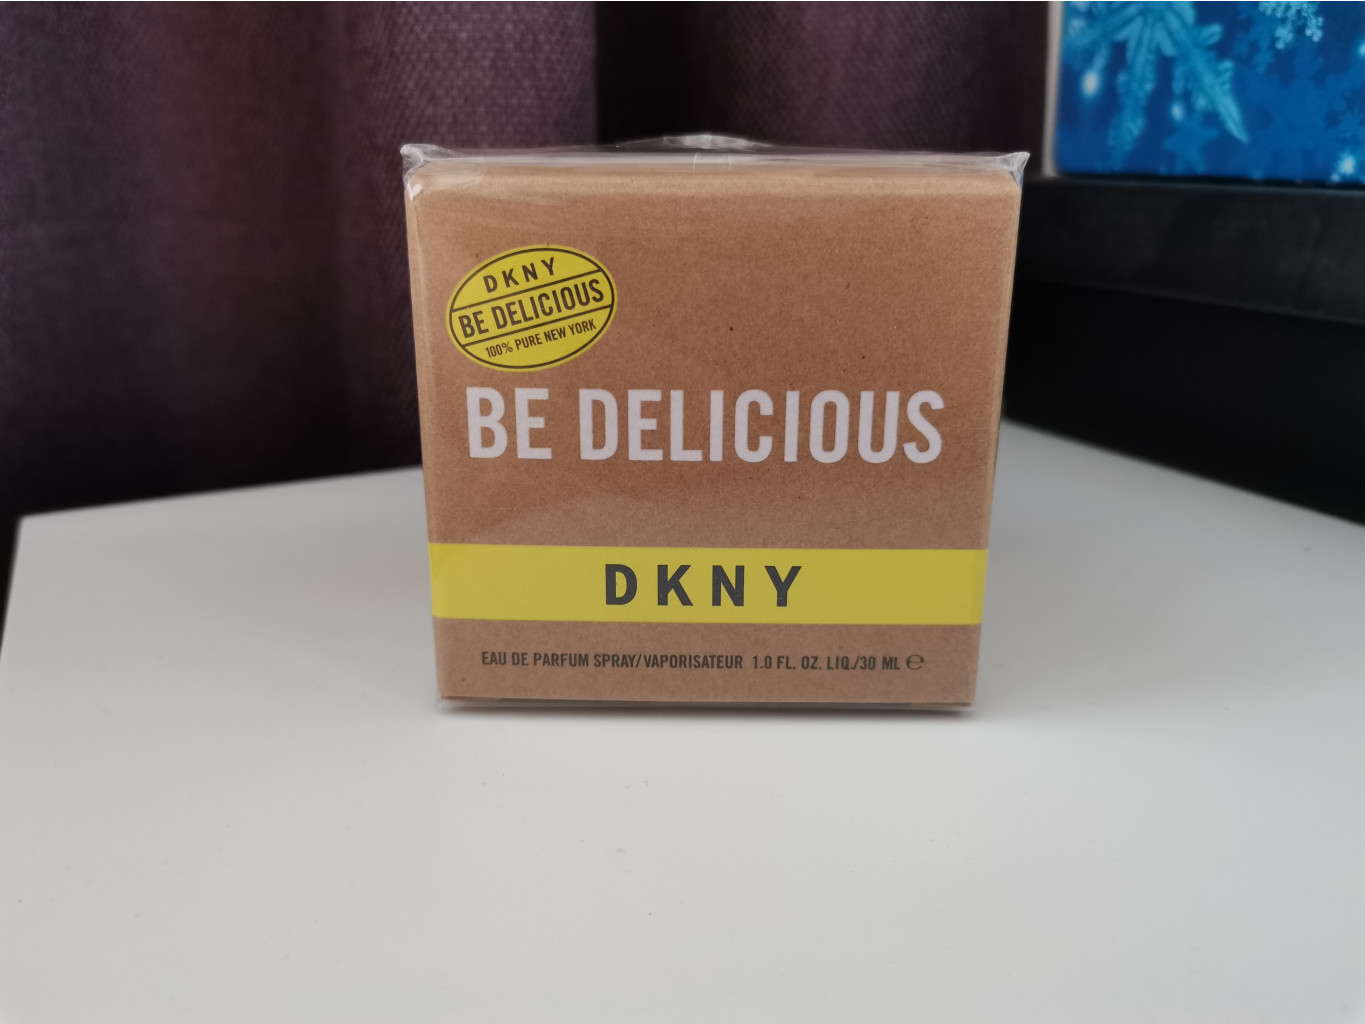 DKNY
BE DELICIOUS
100% PURE NEW YORK
BE DELICIOUS
DKNY
EAU DE PARFUM SPRAY/VAPORISATEUR 1.0 FL. OZ. LIQ./30 ML ℮